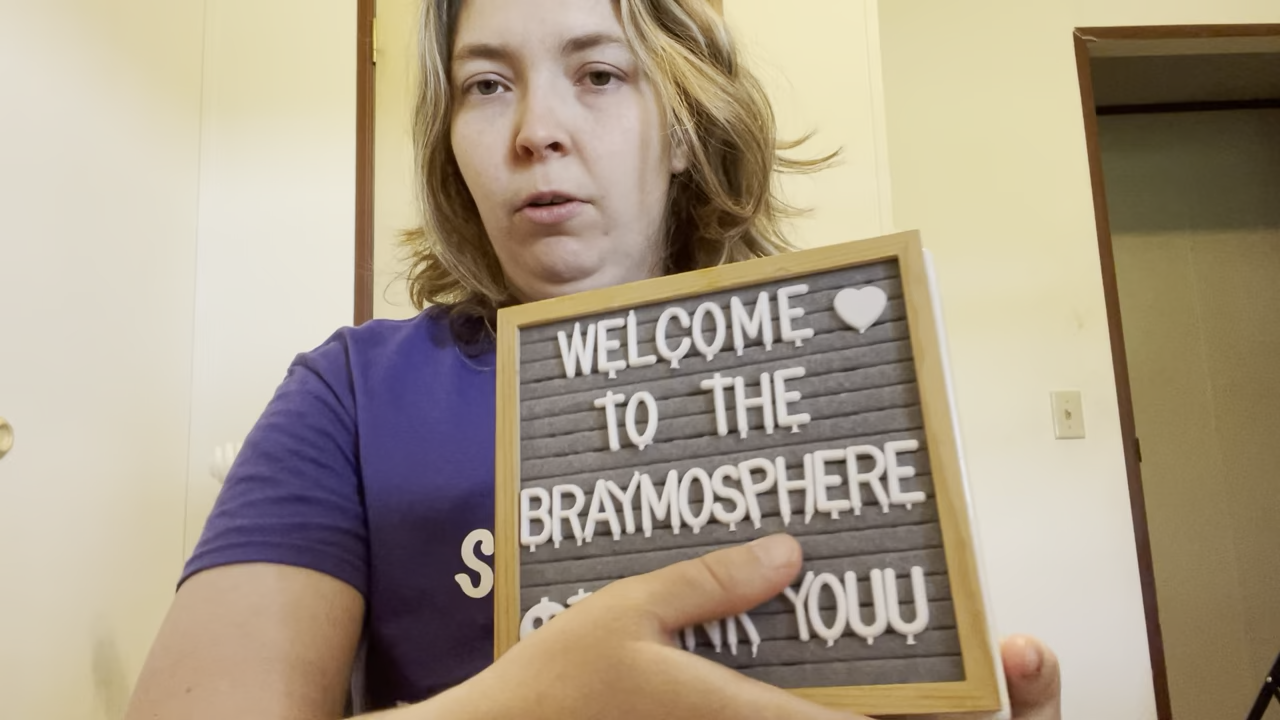 WELCOME ♥
TO THE
BRAYMOSPHERE
YOUU
S